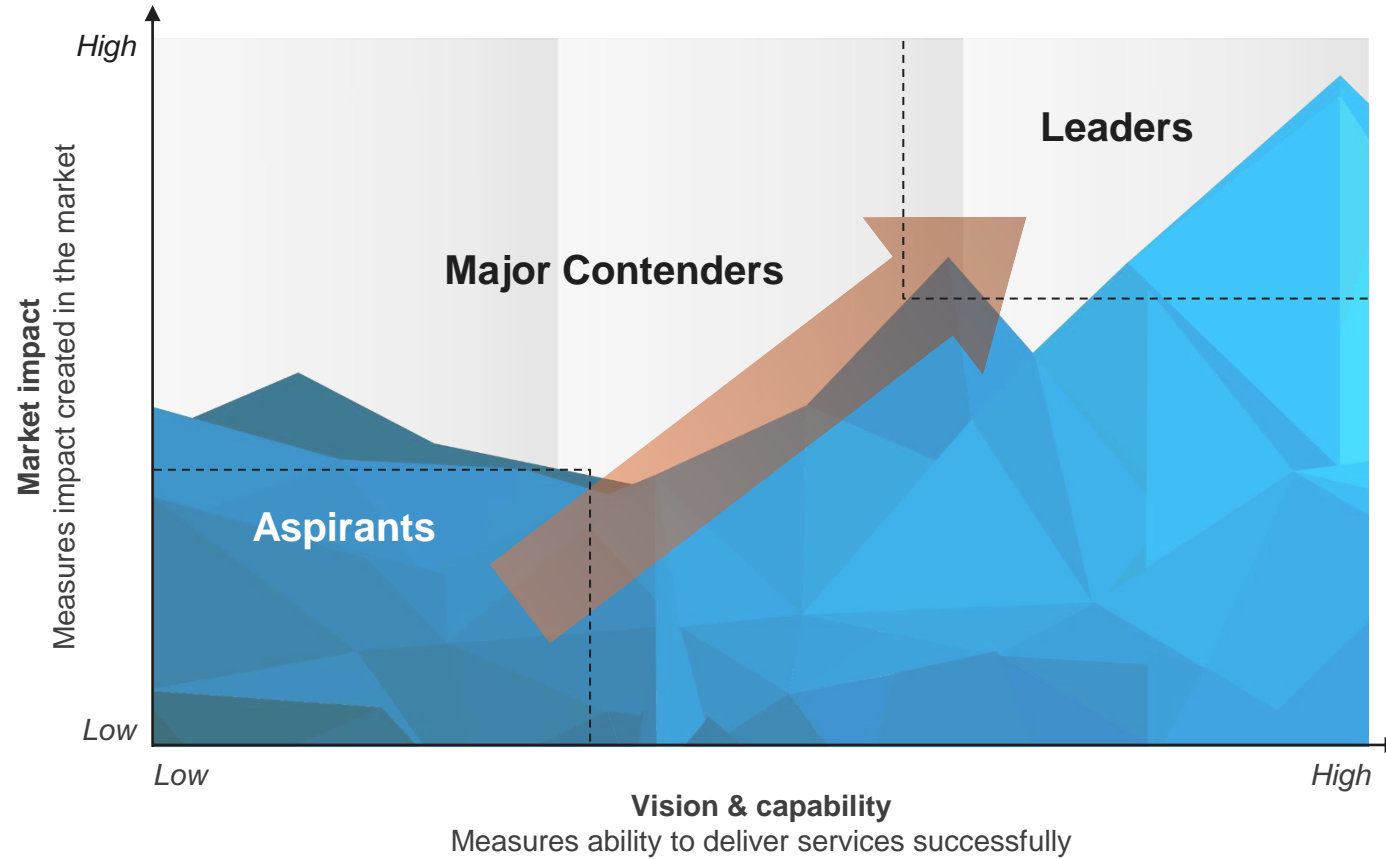 High
Leaders
Major Contenders
Market impact
Measures impact created in the market
Aspirants
Low
Low
High
Vision & capability
Measures ability to deliver services successfully